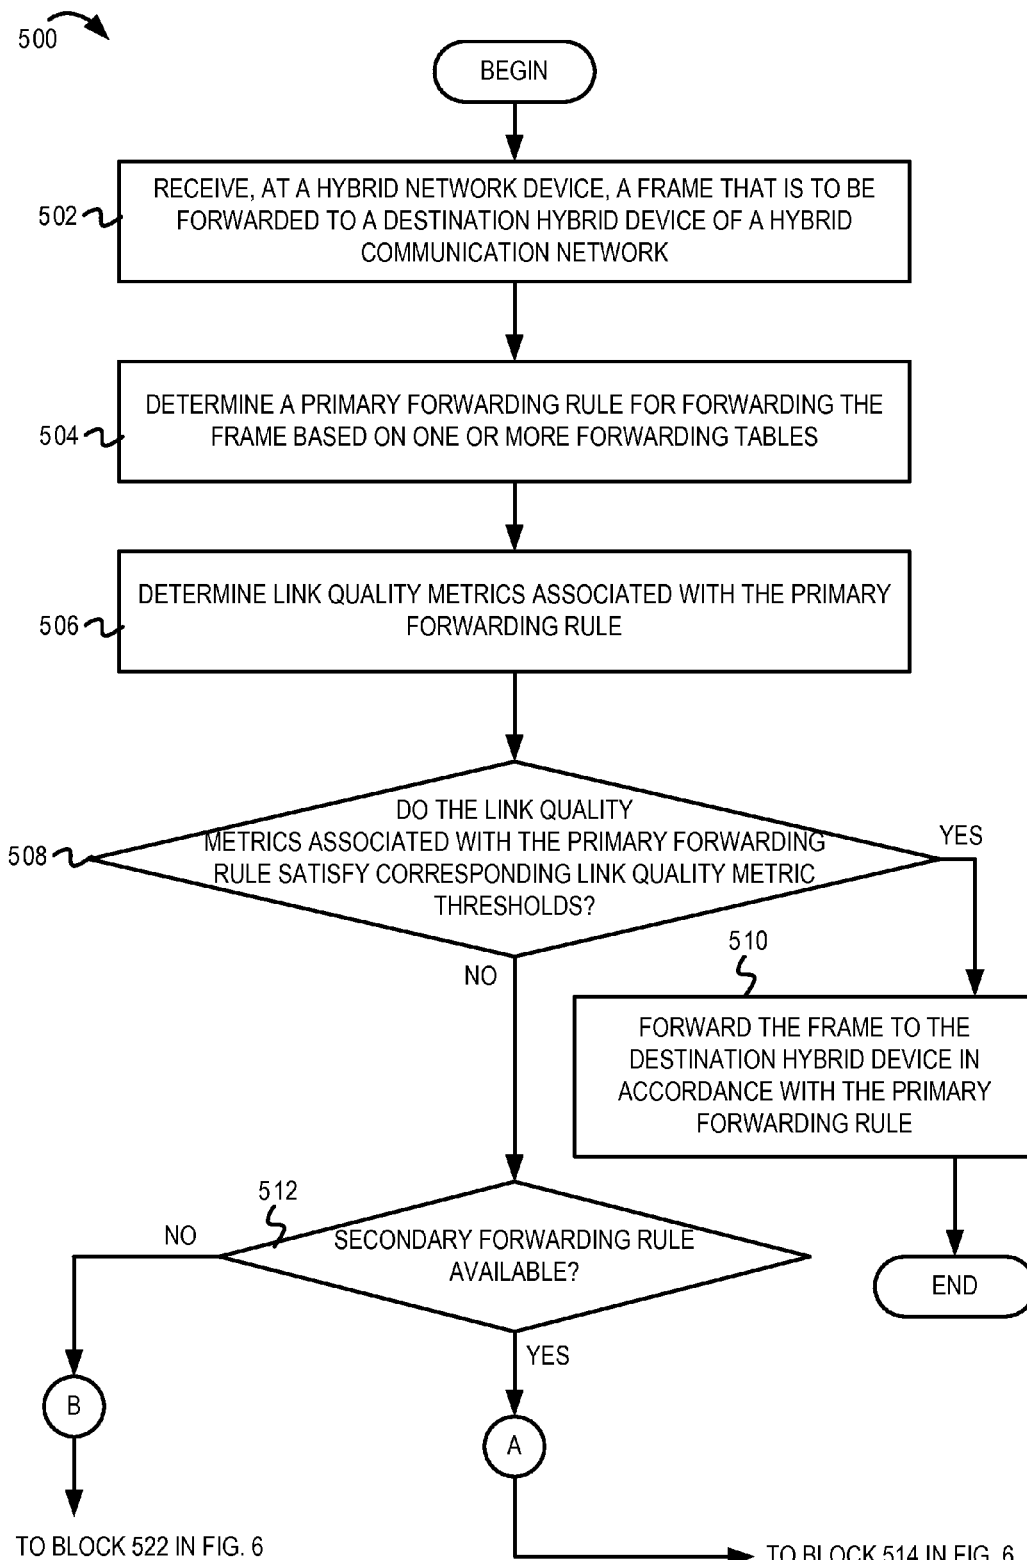 500
BEGIN
502
RECEIVE, AT A HYBRID NETWORK DEVICE, A FRAME THAT IS TO BE
FORWARDED TO A DESTINATION HYBRID DEVICE OF A HYBRID
COMMUNICATION NETWORK
504
DETERMINE A PRIMARY FORWARDING RULE FOR FORWARDING THE
FRAME BASED ON ONE OR MORE FORWARDING TABLES
506
DETERMINE LINK QUALITY METRICS ASSOCIATED WITH THE PRIMARY
FORWARDING RULE
508
DO THE LINK QUALITY
METRICS ASSOCIATED WITH THE PRIMARY FORWARDING
RULE SATISFY CORRESPONDING LINK QUALITY METRIC
THRESHOLDS?
YES
NO
510
FORWARD THE FRAME TO THE
DESTINATION HYBRID DEVICE IN
ACCORDANCE WITH THE PRIMARY
FORWARDING RULE
END
512
SECONDARY FORWARDING RULE
AVAILABLE?
NO
YES
B
A
TO BLOCK 522 IN FIG. 6
TO BLOCK 514 IN FIG. 6